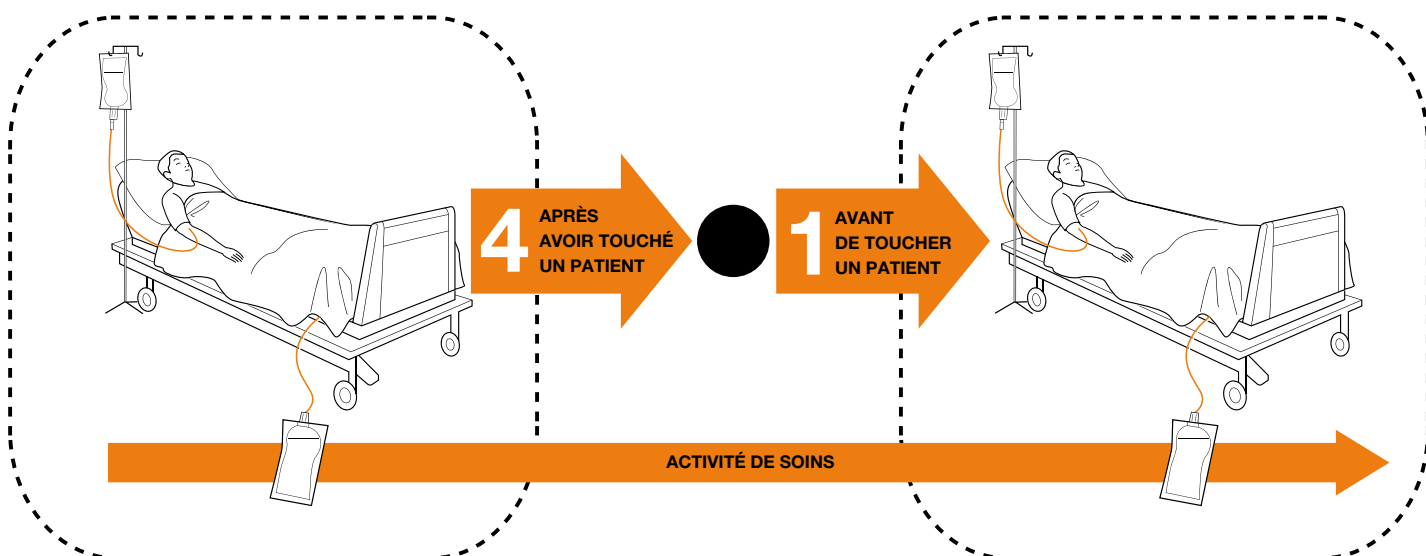 4
APRÈS
AVOIR TOUCHÉ
UN PATIENT
1
AVANT
DE TOUCHER
UN PATIENT
ACTIVITÉ DE SOINS